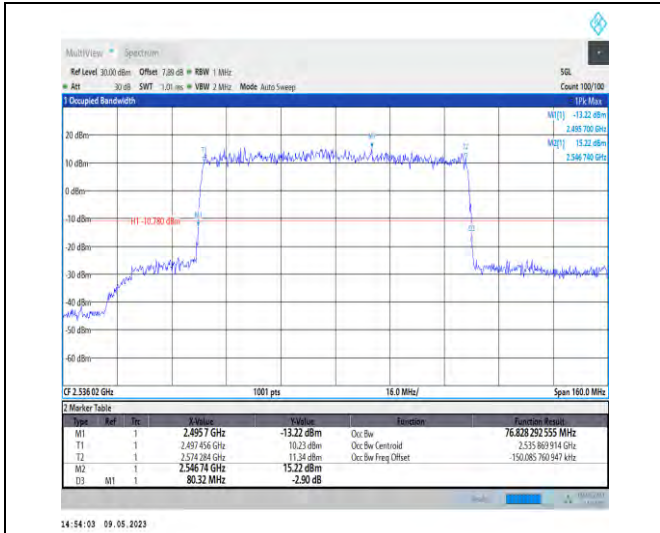 MultiView Spectrum
Ref Level 30.00 dBm Offset 7.89 dB RBW 1 MHz SGL
Att 30 dB SWT 1.01 ms VBW 2 MHz Mode Auto Sweep Count 100/100
1 Occupied Bandwidth 1Pk Max
M1[1] -13.22 dBm
2.495 700 GHz
M2[1] 15.22 dBm
2.546 740 GHz
20 dBm
10 dBm
0 dBm
-10 dBm
H1 -10.780 dBm
-20 dBm
-30 dBm
-40 dBm
-50 dBm
-60 dBm
CF 2.536 02 GHz 1001 pts 16.0 MHz/ Span 160.0 MHz
2 Marker Table
Type Ref Trc X-Value Y-Value Function Function Result
M1 1 2.495 7 GHz -13.22 dBm Occ Bw 76.828 292 555 MHz
T1 1 2.497 456 GHz 10.23 dBm Occ Bw Centroid 2.535 869 914 GHz
T2 1 2.574 284 GHz 11.34 dBm Occ Bw Freq Offset -150.085 760 947 kHz
M2 1 2.546 74 GHz 15.22 dBm
D3 M1 1 80.32 MHz -2.90 dB
14:54:03 09.05.2023